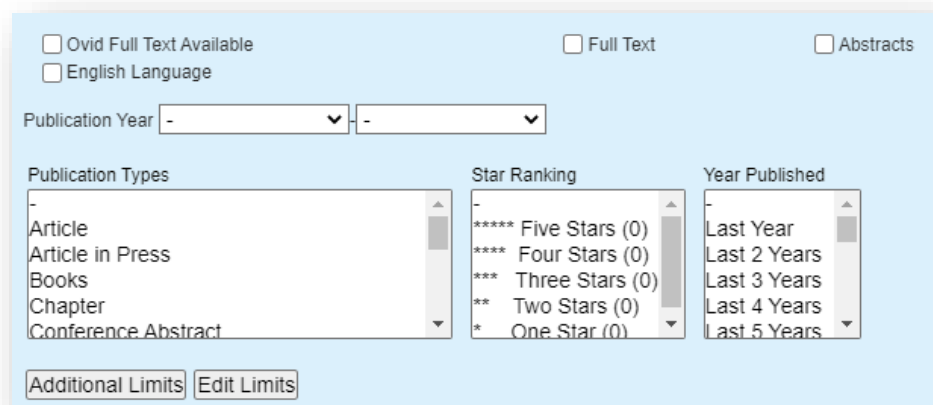 Ovid Full Text Available Full Text Abstracts
English Language
Publication Year - - -
Publication Types Star Ranking Year Published
- - -
Article ***** Five Stars (0) Last Year
Article in Press **** Four Stars (0) Last 2 Years
Books *** Three Stars (0) Last 3 Years
Chapter ** Two Stars (0) Last 4 Years
Conference Abstract * One Star (0) Last 5 Years
Additional Limits Edit Limits